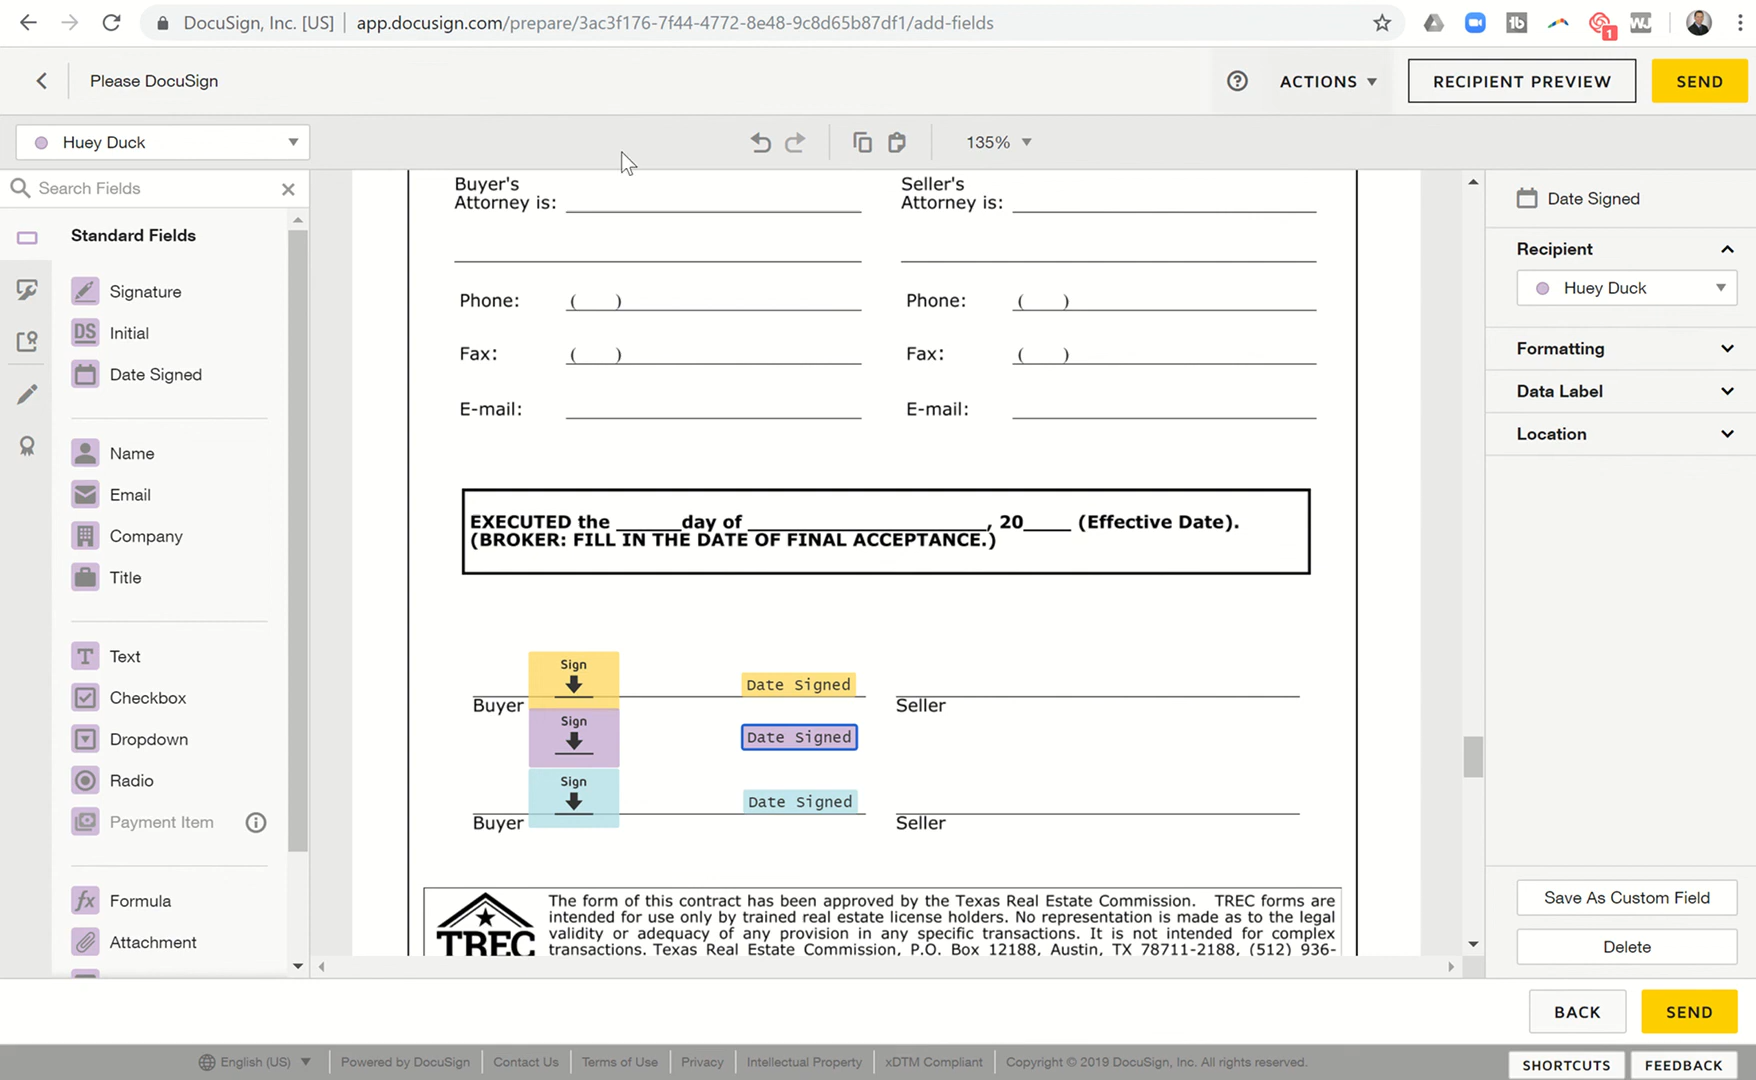 DocuSign, Inc. [US] | app.docusign.com/prepare/3ac3f176-7f44-4772-8e48-9c8d65b87df1/add-fields
1
Please DocuSign
ACTIONS
RECIPIENT PREVIEW
SEND
Huey Duck
135%
Search Fields
Standard Fields
Signature
DS Initial
Date Signed
Name
Email
Company
Title
T Text
Checkbox
Dropdown
Radio
Payment Item
fx Formula
Attachment
Buyer's
Attorney is:
Seller's
Attorney is:
Phone: ( )
Phone: ( )
Fax: ( )
Fax: ( )
E-mail:
E-mail:
EXECUTED the ______day of ______________________, 20____ (Effective Date).
(BROKER: FILL IN THE DATE OF FINAL ACCEPTANCE.)
Sign
Date Signed
Buyer
Seller
Sign
Date Signed
Sign
Date Signed
Buyer
Seller
TREC
The form of this contract has been approved by the Texas Real Estate Commission. TREC forms are
intended for use only by trained real estate license holders. No representation is made as to the legal
validity or adequacy of any provision in any specific transactions. It is not intended for complex
transactions. Texas Real Estate Commission, P.O. Box 12188, Austin, TX 78711-2188, (512) 936-
Date Signed
Recipient
Huey Duck
Formatting
Data Label
Location
Save As Custom Field
Delete
BACK
SEND
English (US)
Powered by DocuSign
Contact Us
Terms of Use
Privacy
Intellectual Property
xDTM Compliant
Copyright © 2019 DocuSign, Inc. All rights reserved.
SHORTCUTS
FEEDBACK